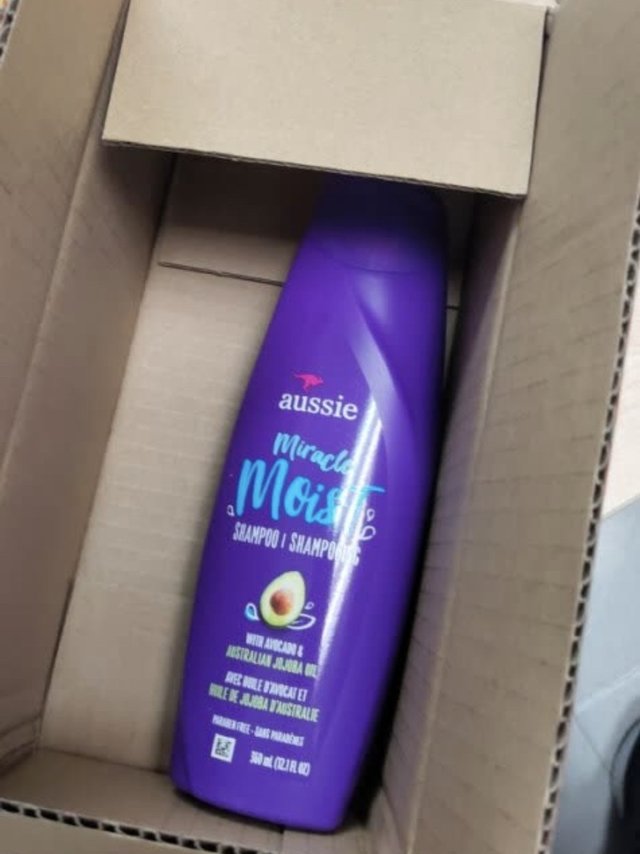 aussie
Miracle
Moist
SHAMPOO | SHAMPOOING
WITH AVOCADO &
AUSTRALIAN JOJOBA OIL
AVEC HUILE D'AVOCAT ET
HUILE DE JOJOBA D'AUSTRALIE
PARABEN FREE - SANS PARABÈNES
360 mL (12.1 FL OZ)